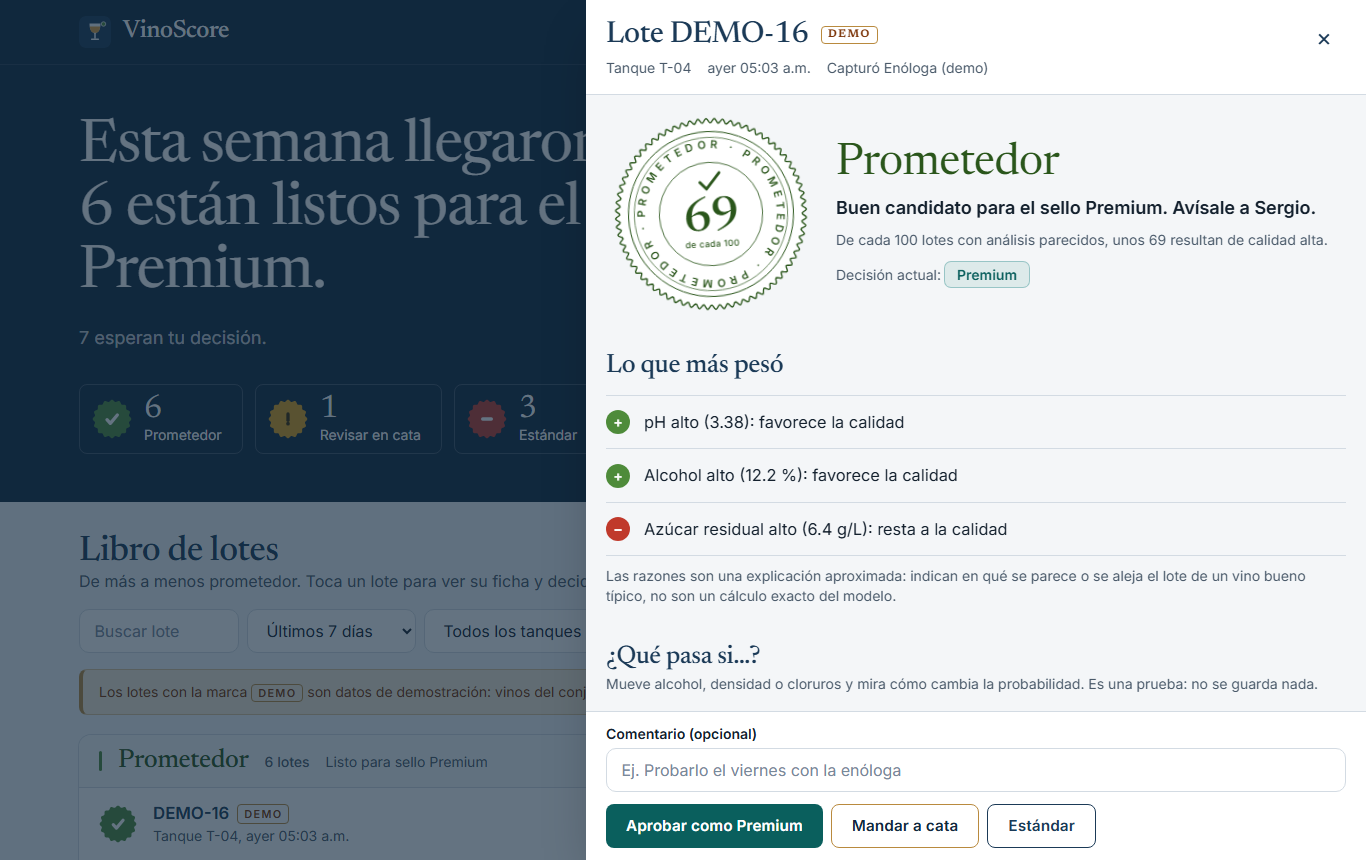 VinoScore
Esta semana llegaron
6 están listos para el
Premium.
7 esperan tu decisión.
6
Prometedor
1
Revisar en cata
3
Estándar
Libro de lotes
De más a menos prometedor. Toca un lote para ver su ficha y
Buscar lote
Últimos 7 días
Todos los tanques
Los lotes con la marca DEMO son datos de demostración: vinos del
Prometedor 6 lotes Listo para sello Premium
DEMO-16 DEMO
Tanque T-04, ayer 05:03 a.m.
Lote DEMO-16 DEMO
×
Tanque T-04 ayer 05:03 a.m. Capturó Enóloga (demo)
PROMETEDOR · PROMETEDOR · PROMETEDOR ·
69
de cada 100
Prometedor
Buen candidato para el sello Premium. Avísale a Sergio.
De cada 100 lotes con análisis parecidos, unos 69 resultan de calidad alta.
Decisión actual: Premium
Lo que más pesó
+ pH alto (3.38): favorece la calidad
+ Alcohol alto (12.2 %): favorece la calidad
− Azúcar residual alto (6.4 g/L): resta a la calidad
Las razones son una explicación aproximada: indican en qué se parece o se aleja el lote de un vino bueno
típico, no son un cálculo exacto del modelo.
¿Qué pasa si…?
Mueve alcohol, densidad o cloruros y mira cómo cambia la probabilidad. Es una prueba: no se guarda nada.
Comentario (opcional)
Ej. Probarlo el viernes con la enóloga
Aprobar como Premium
Mandar a cata
Estándar